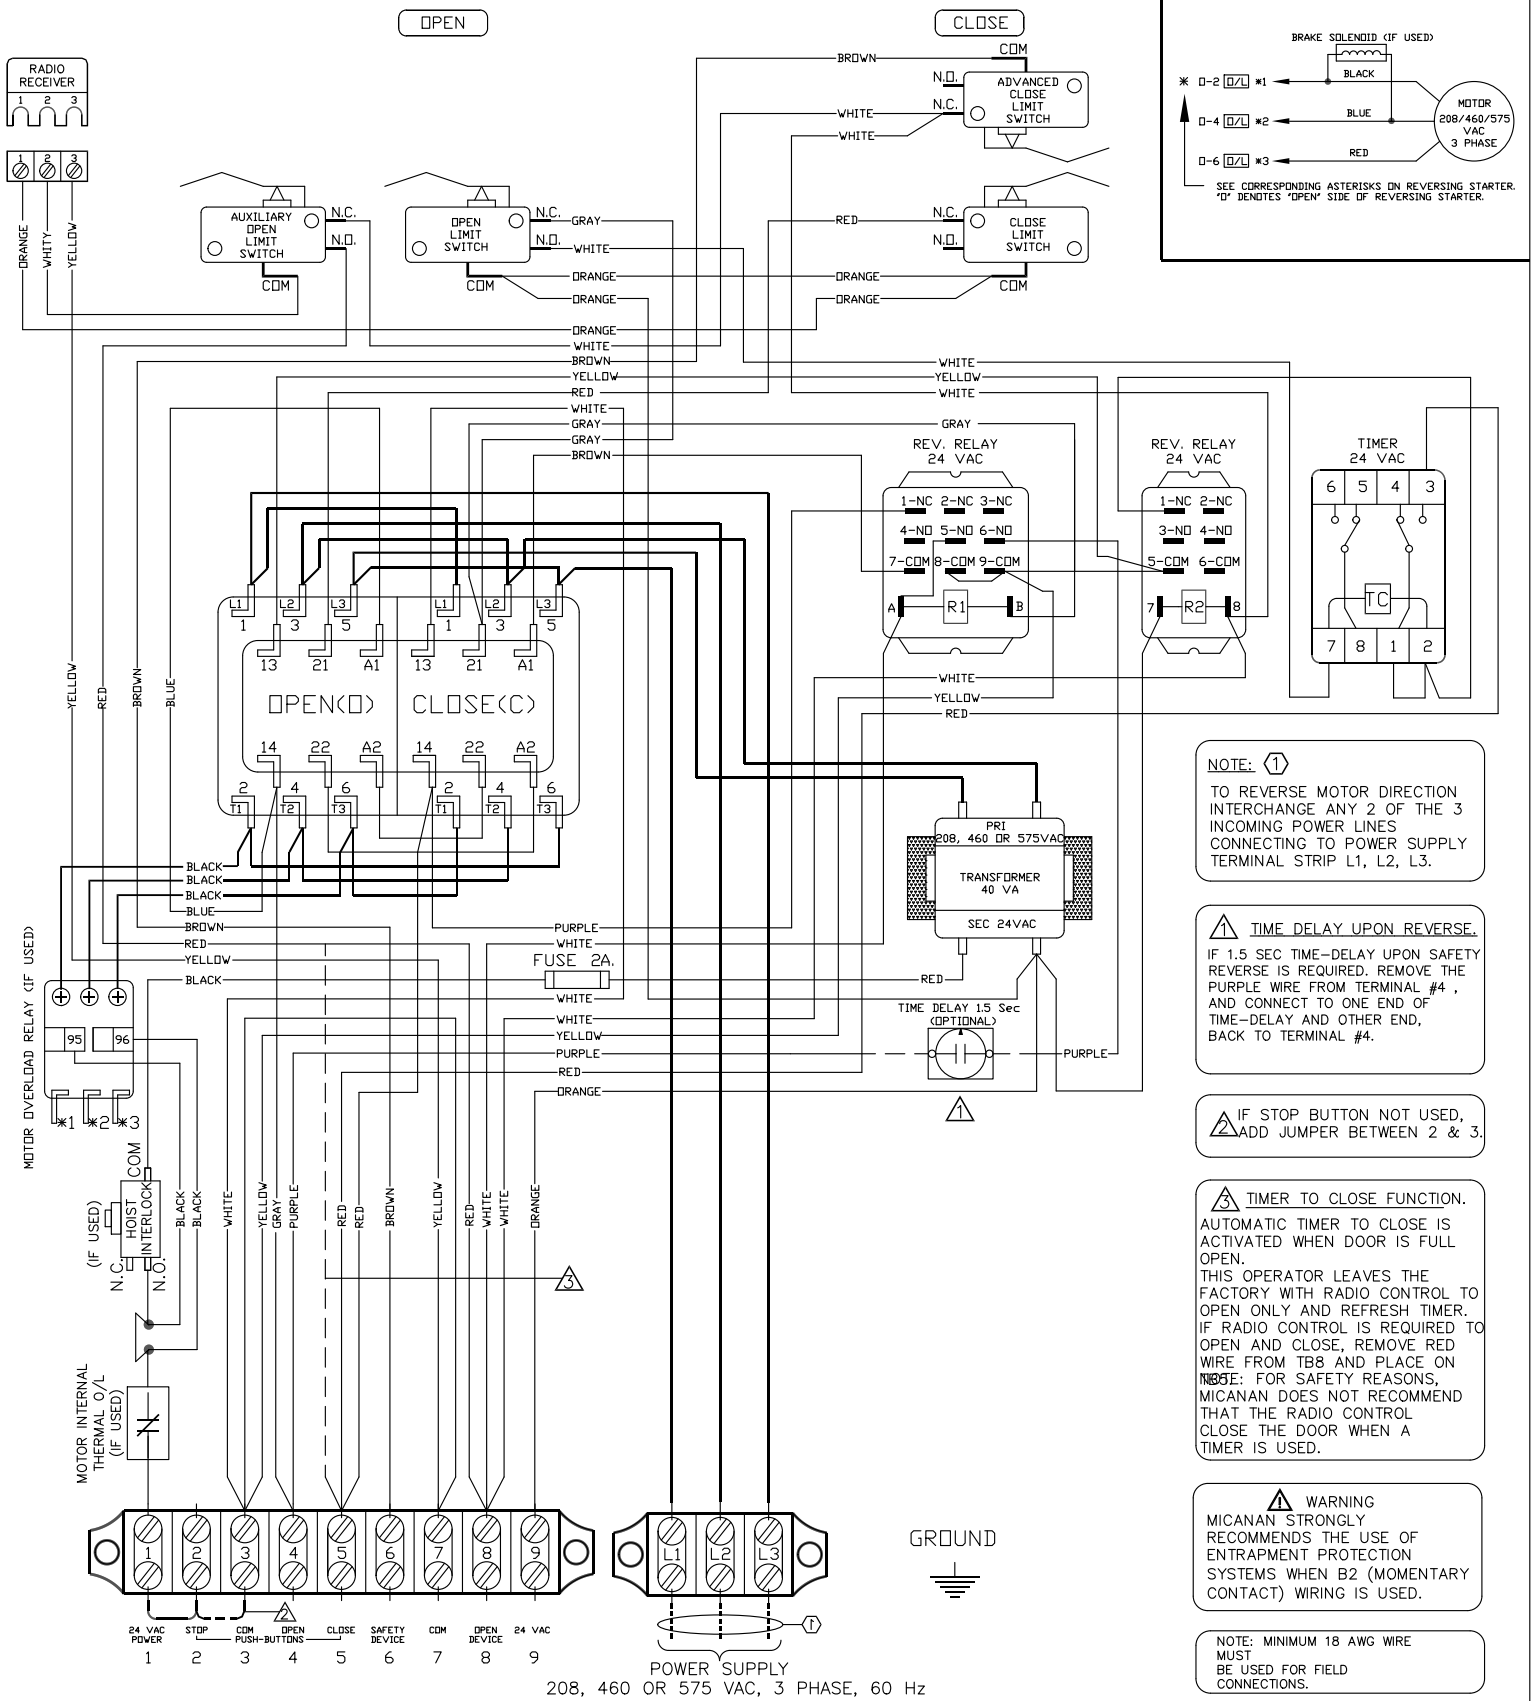 OPEN
CLOSE
RADIO
RECEIVER
1 2 3
1 2 3
ORANGE
WHITY
YELLOW
AUXILIARY
OPEN
LIMIT
SWITCH
N.C.
N.O.
COM
OPEN
LIMIT
SWITCH
N.C.
N.O.
COM
GRAY
WHITE
ORANGE
ORANGE
ORANGE
WHITE
BROWN
YELLOW
RED
WHITE
GRAY
GRAY
BROWN
BROWN
WHITE
WHITE
RED
ORANGE
ORANGE
COM
N.O.
N.C.
ADVANCED
CLOSE
LIMIT
SWITCH
N.C.
N.O.
CLOSE
LIMIT
SWITCH
COM
BRAKE SOLENOID (IF USED)
* O-2 O/L *1
BLACK
O-4 O/L *2
BLUE
O-6 O/L *3
RED
MOTOR
208/460/575
VAC
3 PHASE
SEE CORRESPONDING ASTERISKS ON REVERSING STARTER.
"O" DENOTES "OPEN" SIDE OF REVERSING STARTER.
WHITE
YELLOW
WHITE
GRAY
REV. RELAY
24 VAC
1-NC 2-NC 3-NC
4-NO 5-NO 6-NO
7-COM 8-COM 9-COM
A R1 B
REV. RELAY
24 VAC
1-NC 2-NC
3-NO 4-NO
5-COM 6-COM
7 R2 8
TIMER
24 VAC
6 5 4 3
TC
7 8 1 2
WHITE
YELLOW
RED
L1 L2 L3 L1 L2 L3
1 3 5 1 3 5
13 21 A1 13 21 A1
OPEN(O) CLOSE(C)
14 22 A2 14 22 A2
2 4 6 2 4 6
T1 T2 T3 T1 T2 T3
YELLOW
RED
BROWN
BLUE
BLACK
BLACK
BLACK
BLUE
BROWN
RED
YELLOW
BLACK
PURPLE
WHITE
FUSE 2A.
WHITE
WHITE
YELLOW
PURPLE
RED
ORANGE
RED
PRI
208, 460 OR 575VAC
TRANSFORMER
40 VA
SEC 24VAC
TIME DELAY 1.5 Sec
(OPTIONAL)
PURPLE
1
MOTOR OVERLOAD RELAY (IF USED)
95 96
*1 *2 *3
COM
HOIST
INTERLOCK
(IF USED)
N.C.
N.O.
BLACK
BLACK
WHITE
YELLOW
GRAY
PURPLE
RED
RED
BROWN
YELLOW
RED
WHITE
WHITE
ORANGE
3
MOTOR INTERNAL
THERMAL O/L
(IF USED)
1 2 3 4 5 6 7 8 9
L1 L2 L3
2
24 VAC
POWER
STOP
COM
OPEN
PUSH-BUTTONS
CLOSE
SAFETY
DEVICE
COM
OPEN
DEVICE
24 VAC
1 2 3 4 5 6 7 8 9
1
POWER SUPPLY
208, 460 OR 575 VAC, 3 PHASE, 60 Hz
GROUND
NOTE: 1
TO REVERSE MOTOR DIRECTION
INTERCHANGE ANY 2 OF THE 3
INCOMING POWER LINES
CONNECTING TO POWER SUPPLY
TERMINAL STRIP L1, L2, L3.
1 TIME DELAY UPON REVERSE.
IF 1.5 SEC TIME-DELAY UPON SAFETY
REVERSE IS REQUIRED. REMOVE THE
PURPLE WIRE FROM TERMINAL #4 ,
AND CONNECT TO ONE END OF
TIME-DELAY AND OTHER END,
BACK TO TERMINAL #4.
2 IF STOP BUTTON NOT USED,
ADD JUMPER BETWEEN 2 & 3.
3 TIMER TO CLOSE FUNCTION.
AUTOMATIC TIMER TO CLOSE IS
ACTIVATED WHEN DOOR IS FULL
OPEN.
THIS OPERATOR LEAVES THE
FACTORY WITH RADIO CONTROL TO
OPEN ONLY AND REFRESH TIMER.
IF RADIO CONTROL IS REQUIRED TO
OPEN AND CLOSE, REMOVE RED
WIRE FROM TB8 AND PLACE ON
NOTE: FOR SAFETY REASONS,
MICANAN DOES NOT RECOMMEND
THAT THE RADIO CONTROL
CLOSE THE DOOR WHEN A
TIMER IS USED.
WARNING
MICANAN STRONGLY
RECOMMENDS THE USE OF
ENTRAPMENT PROTECTION
SYSTEMS WHEN B2 (MOMENTARY
CONTACT) WIRING IS USED.
NOTE: MINIMUM 18 AWG WIRE
MUST
BE USED FOR FIELD
CONNECTIONS.